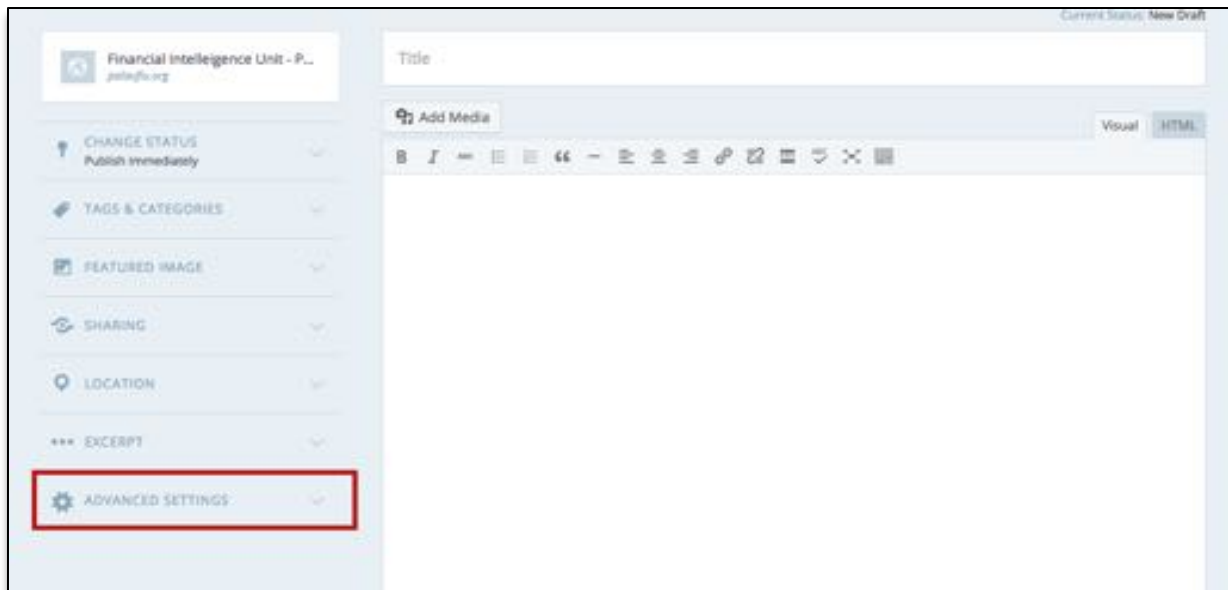 Current Status: New Draft
Financial Intelleigence Unit - P...
Title
Add Media
Visual HTML
CHANGE STATUS
Publish Immediately
B I
TAGS & CATEGORIES
FEATURED IMAGE
SHARING
LOCATION
EXCERPT
ADVANCED SETTINGS